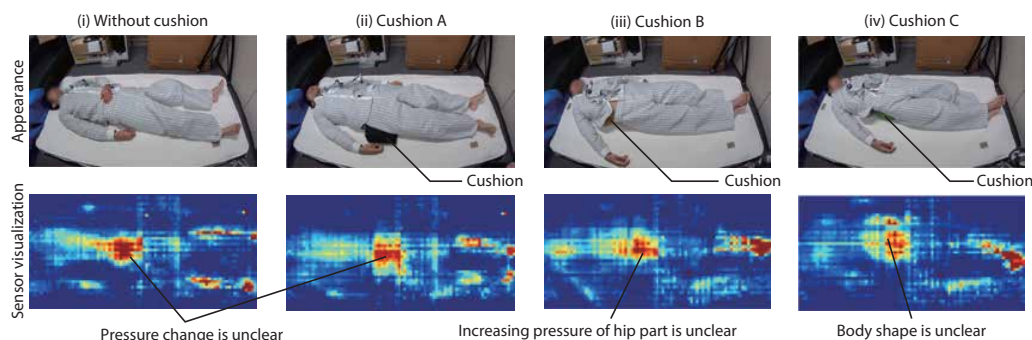 (i) Without cushion
(ii) Cushion A
(iii) Cushion B
(iv) Cushion C
Appearance
Cushion
Cushion
Cushion
Sensor visualization
Pressure change is unclear
Increasing pressure of hip part is unclear
Body shape is unclear